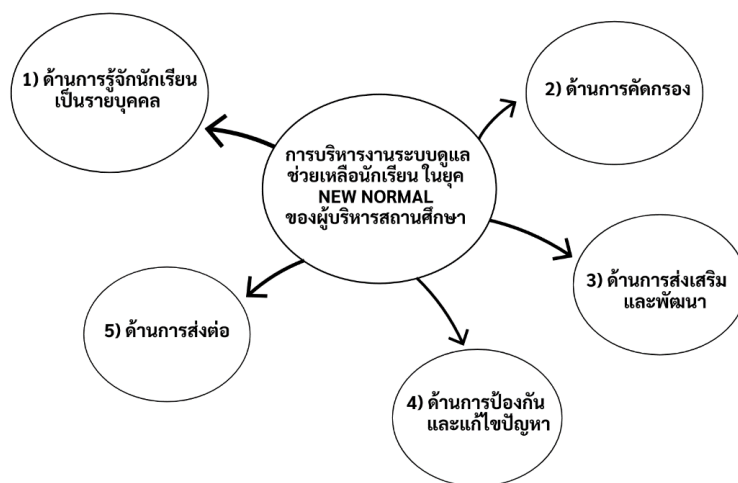 การบริหารงานระบบดูแล
ช่วยเหลือนักเรียน ในยุค
NEW NORMAL
ของผู้บริหารสถานศึกษา
1) ด้านการรู้จักนักเรียน
เป็นรายบุคคล
2) ด้านการคัดกรอง
3) ด้านการส่งเสริม
และพัฒนา
4) ด้านการป้องกัน
และแก้ไขปัญหา
5) ด้านการส่งต่อ